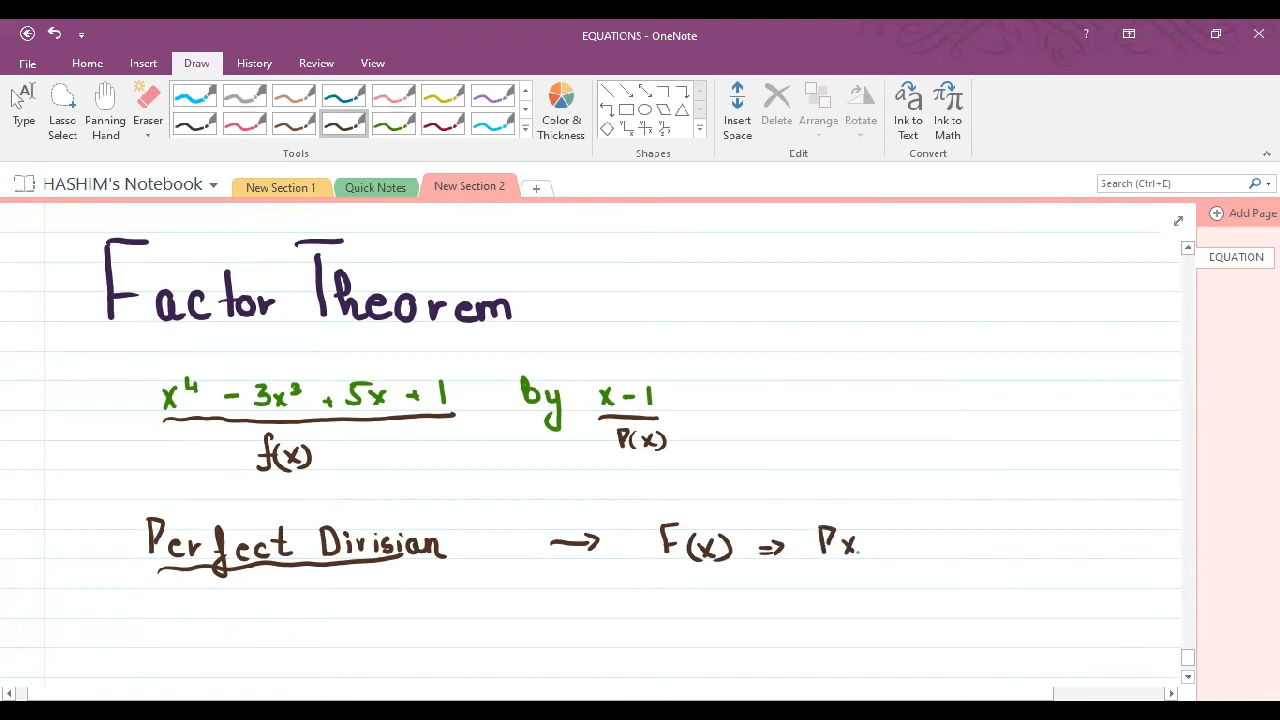 EQUATIONS - OneNote
?
File Home Insert Draw History Review View
Type Lasso Select Panning Hand Eraser Color & Thickness Insert Space Delete Arrange Rotate Ink to Text Ink to Math
Tools Shapes Edit Convert
HASHIM's Notebook New Section 1 Quick Notes New Section 2 Search (Ctrl+E)
Add Page
EQUATION
Factor Theorem
x⁴ - 3x³ + 5x + 1 by x - 1
f(x) P(x)
Perfect Divisian → F(x) ⇒ Px